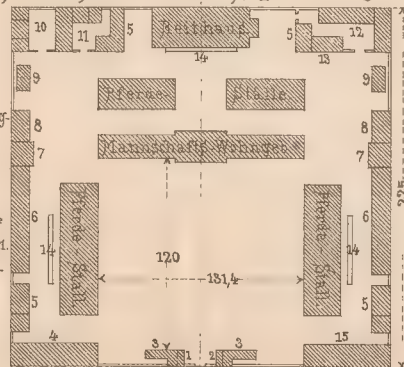 10 11 5 Reithaus 5 12
14 13
9 9
Pferde- Ställe
8 8
Mannschafts-Wohngeb.
7 7
6 6
14 14
Pferde-Stall.
Pferde-Stall.
120
131,4
225
5 5
4 15
3 3
1 2